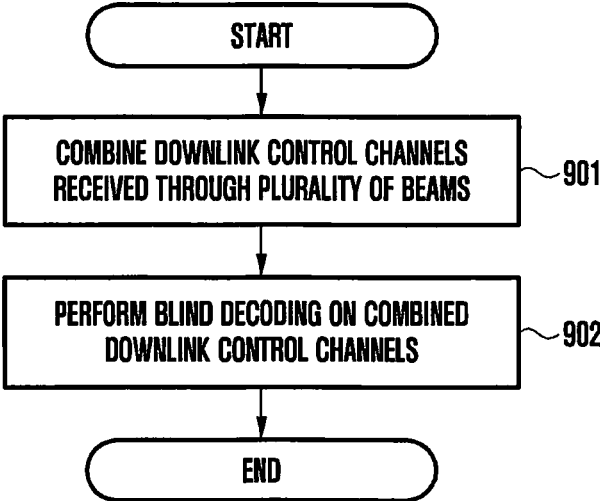 START
COMBINE DOWNLINK CONTROL CHANNELS
RECEIVED THROUGH PLURALITY OF BEAMS
901
PERFORM BLIND DECODING ON COMBINED
DOWNLINK CONTROL CHANNELS
902
END